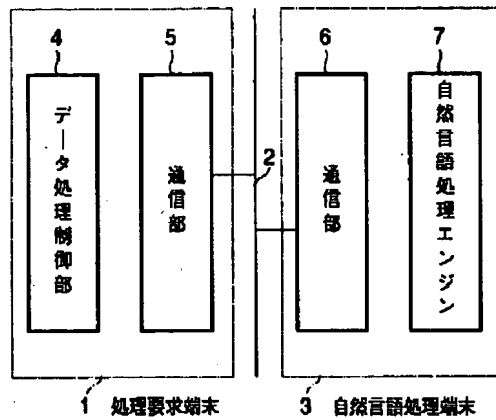 4
5
6
7
データ処理制御部
通信部
2
通信部
自然言語処理エンジン
1 処理要求端末
3 自然言語処理端末